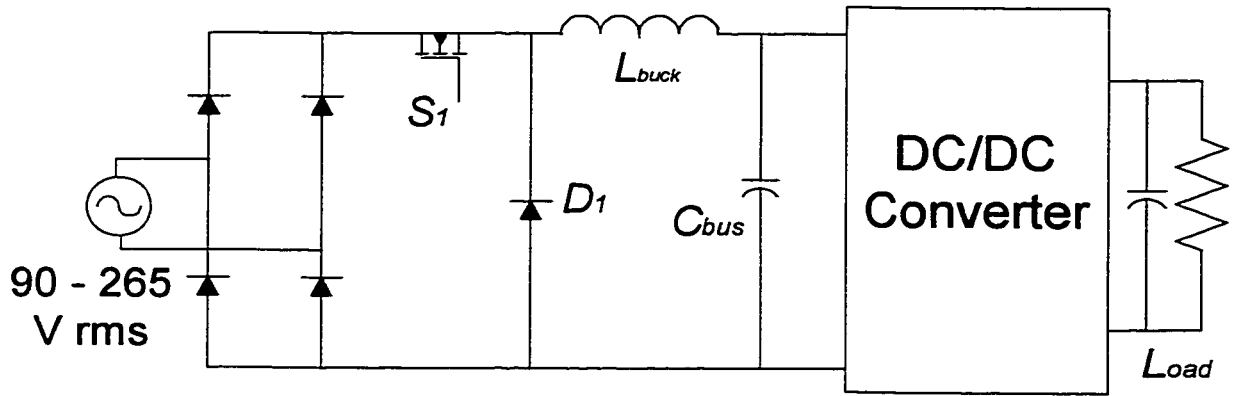 Lbuck
S1
DC/DC
Converter
D1
Cbus
90 - 265
V rms
Load